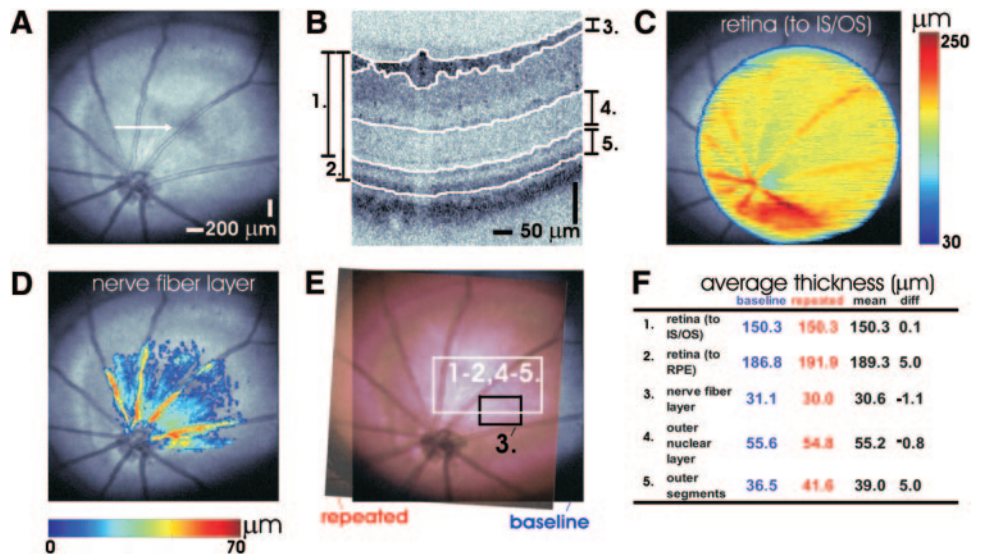 A
200 µm
B
1.
2.
3.
4.
5.
50 µm
C
retina (to IS/OS)
µm
250
30
D
nerve fiber layer
µm
0
70
E
1-2,4-5.
3.
repeated
baseline
F
average thickness (µm)
baseline repeated mean diff
1. retina (to IS/OS) 150.3 150.3 150.3 0.1
2. retina (to RPE) 186.8 191.9 189.3 5.0
3. nerve fiber layer 31.1 30.0 30.6 -1.1
4. outer nuclear layer 55.6 54.8 55.2 -0.8
5. outer segments 36.5 41.6 39.0 5.0